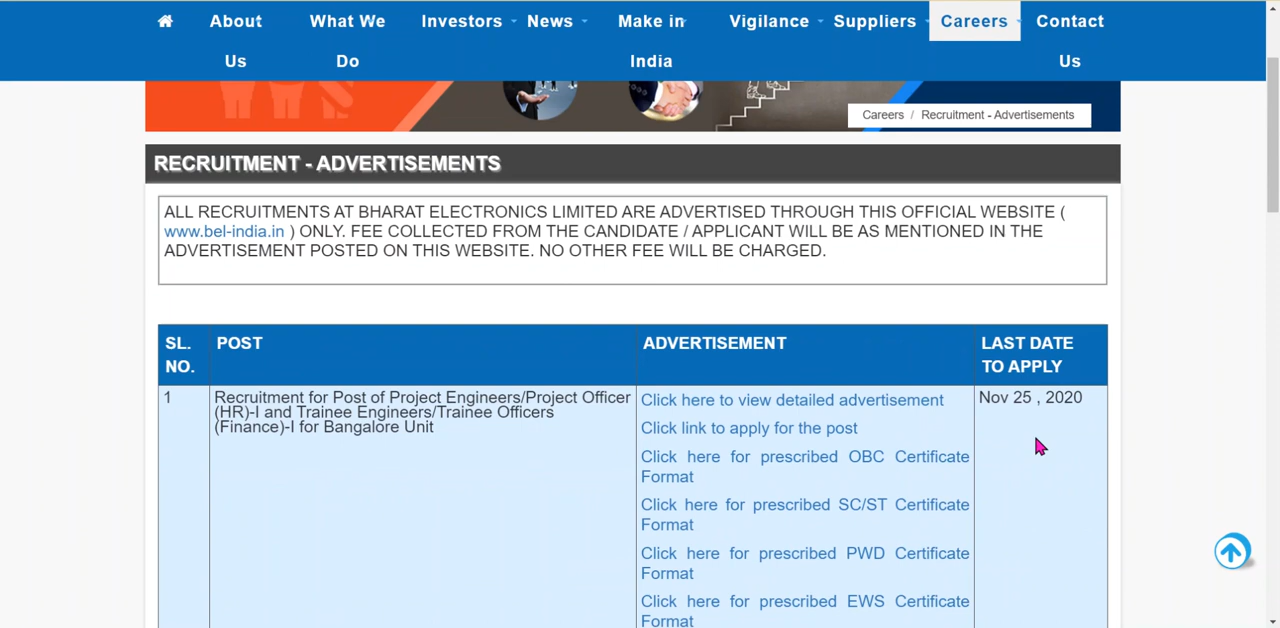 About Us
What We Do
Investors
News
Make in India
Vigilance
Suppliers
Careers
Contact Us
Careers / Recruitment - Advertisements
RECRUITMENT - ADVERTISEMENTS
ALL RECRUITMENTS AT BHARAT ELECTRONICS LIMITED ARE ADVERTISED THROUGH THIS OFFICIAL WEBSITE (
www.bel-india.in ) ONLY. FEE COLLECTED FROM THE CANDIDATE / APPLICANT WILL BE AS MENTIONED IN THE
ADVERTISEMENT POSTED ON THIS WEBSITE. NO OTHER FEE WILL BE CHARGED.
SL. NO.
POST
ADVERTISEMENT
LAST DATE TO APPLY
1
Recruitment for Post of Project Engineers/Project Officer
(HR)-I and Trainee Engineers/Trainee Officers
(Finance)-I for Bangalore Unit
Click here to view detailed advertisement
Click link to apply for the post
Click here for prescribed OBC Certificate
Format
Click here for prescribed SC/ST Certificate
Format
Click here for prescribed PWD Certificate
Format
Click here for prescribed EWS Certificate
Format
Nov 25 , 2020